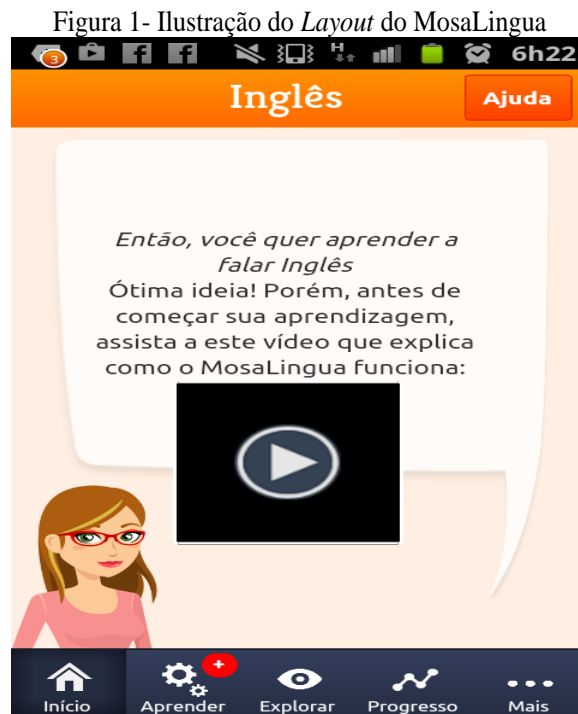 Figura 1- Ilustração do Layout do MosaLingua
3
H
6h22
Inglês
Ajuda
Então, você quer aprender a
falar Inglês
Ótima ideia! Porém, antes de
começar sua aprendizagem,
assista a este vídeo que explica
como o MosaLingua funciona:
+
Início
Aprender
Explorar
Progresso
Mais